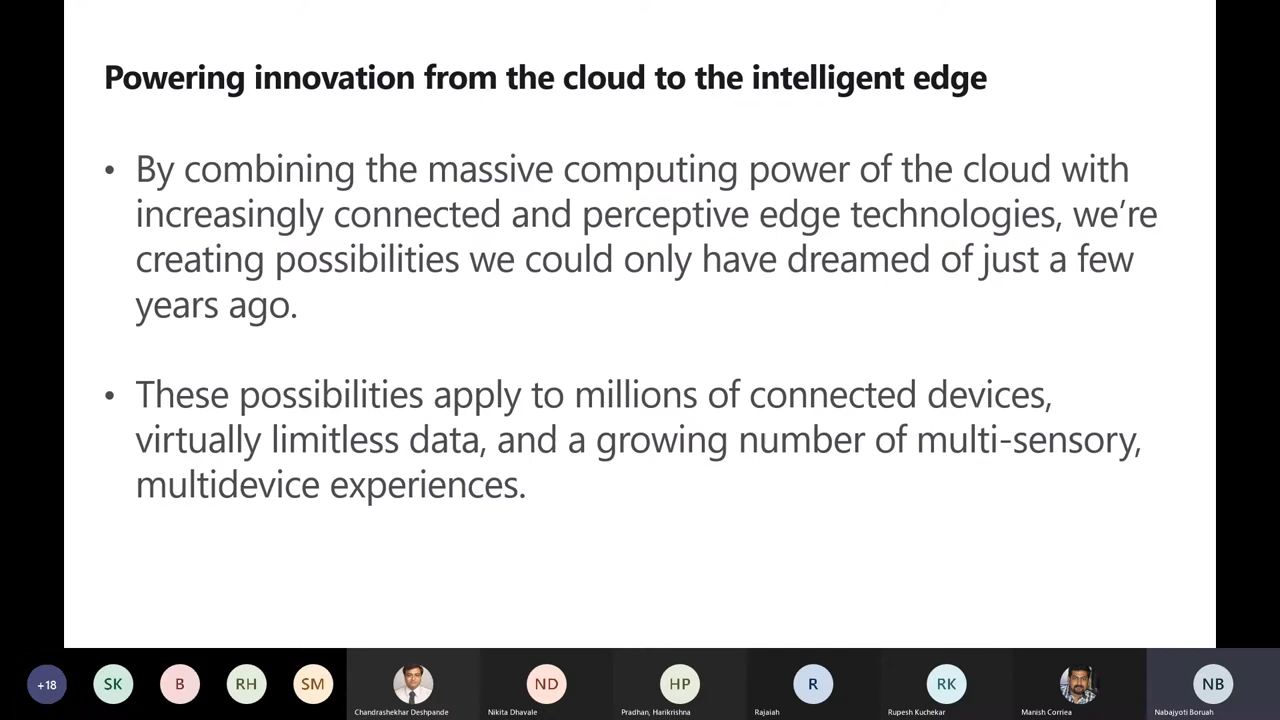 Powering innovation from the cloud to the intelligent edge
• By combining the massive computing power of the cloud with
increasingly connected and perceptive edge technologies, we’re
creating possibilities we could only have dreamed of just a few
years ago.
• These possibilities apply to millions of connected devices,
virtually limitless data, and a growing number of multi-sensory,
multidevice experiences.
+18 SK B RH SM ND HP R RK NB
Chandrashekhar Deshpande Nikita Dhavale Pradhan, Harikrishna Rajaiah Rupesh Kuchekar Manish Corriea Nabajyoti Boruah